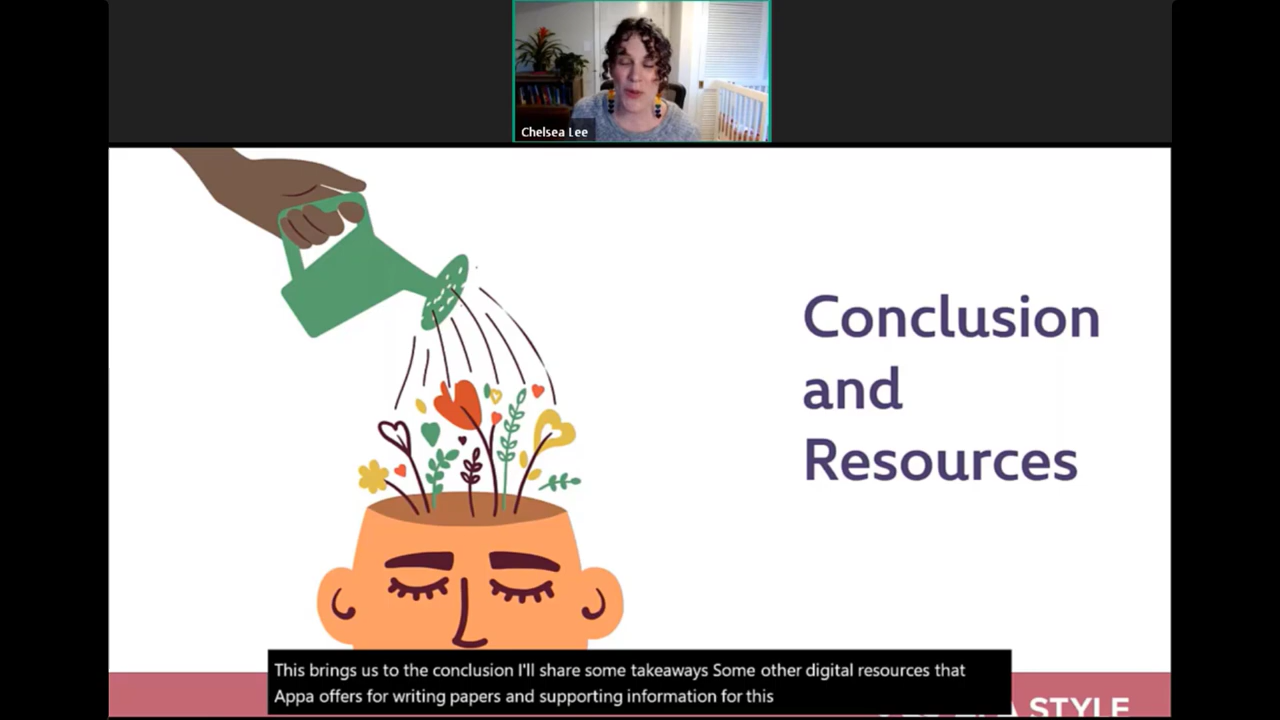 Chelsea Lee
Conclusion
and
Resources
This brings us to the conclusion I'll share some takeaways Some other digital resources that
Appa offers for writing papers and supporting information for this
STYLE